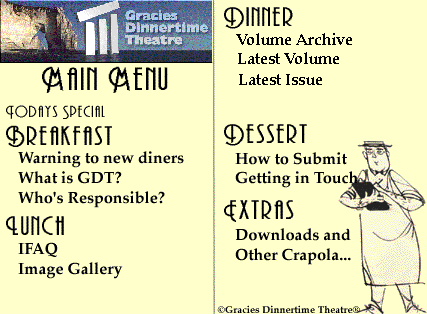 Gracies
Dinnertime
Theatre
Main Menu
Todays Special
Breakfast
Warning to new diners
What is GDT?
Who's Responsible?
Lunch
IFAQ
Image Gallery
Dinner
Volume Archive
Latest Volume
Latest Issue
Dessert
How to Submit
Getting in Touch
Extras
Downloads and
Other Crapola...
©Gracies Dinnertime Theatre®